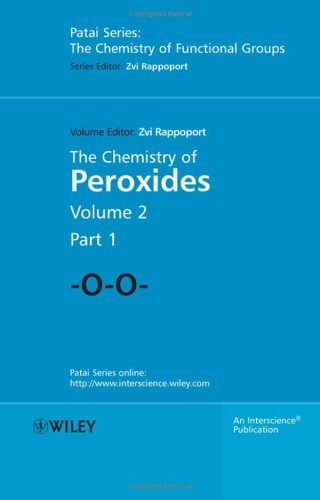 Patai Series:
The Chemistry of Functional Groups
Series Editor: Zvi Rappoport
Volume Editor: Zvi Rappoport
The Chemistry of
Peroxides
Volume 2
Part 1
-O-O-
Patai Series online:
http://www.interscience.wiley.com
WILEY
An Interscience®
Publication